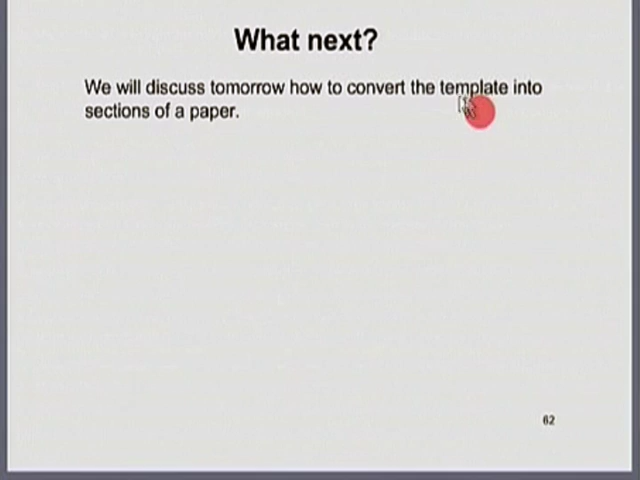 What next?
We will discuss tomorrow how to convert the template into
sections of a paper.
62